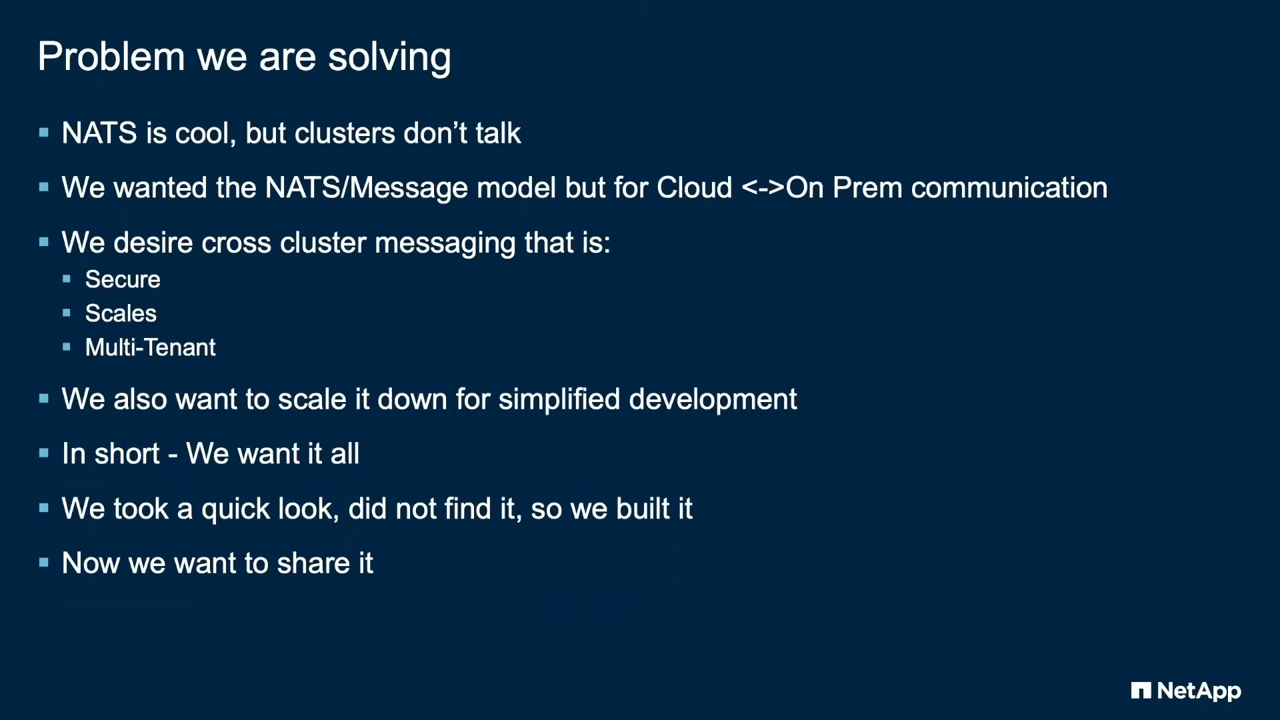 Problem we are solving
NATS is cool, but clusters don’t talk
We wanted the NATS/Message model but for Cloud <->On Prem communication
We desire cross cluster messaging that is:
Secure
Scales
Multi-Tenant
We also want to scale it down for simplified development
In short - We want it all
We took a quick look, did not find it, so we built it
Now we want to share it
NetApp